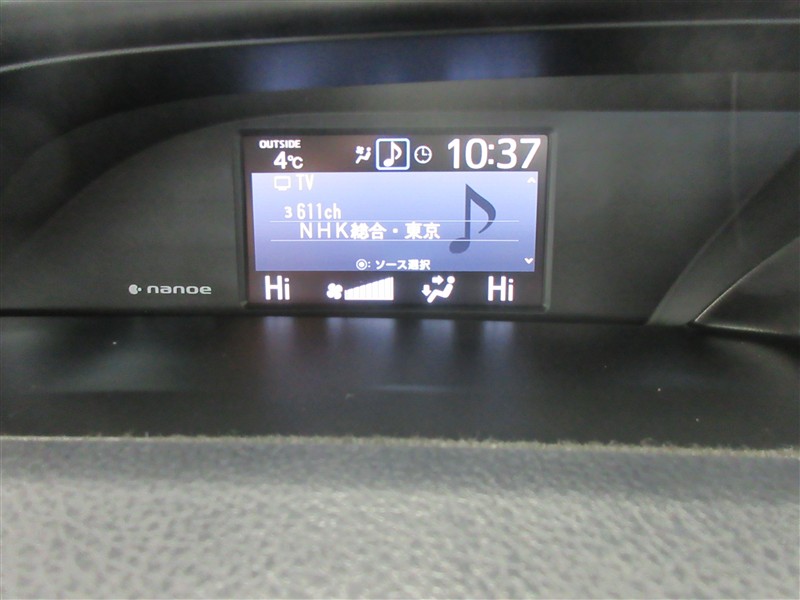 OUTSIDE
4℃
10:37
TV
3 611ch
NHK総合・東京
◉: ソース選択
Hi
Hi
nanoe